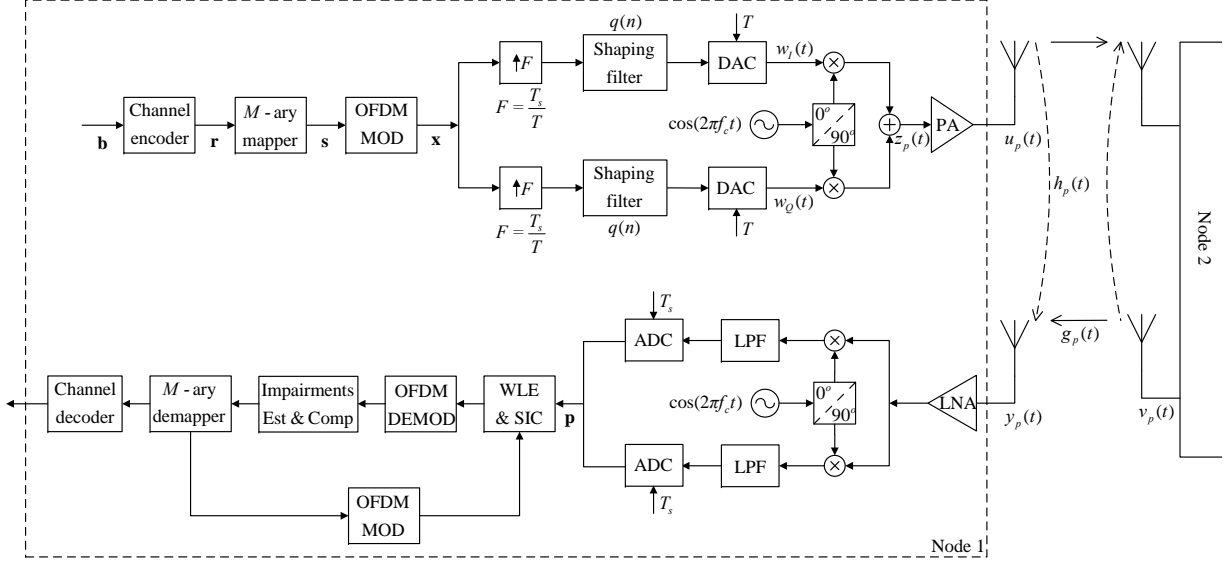 q(n)
T
F
Shaping
filter
DAC
w_I(t)
F = T_s/T
Channel
encoder
M - ary
mapper
OFDM
MOD
b
r
s
x
cos(2πf_c t)
0°
90°
z_p(t)
PA
u_p(t)
h_p(t)
F
Shaping
filter
DAC
w_Q(t)
F = T_s/T
q(n)
T
Node 2
T_s
ADC
LPF
g_p(t)
Channel
decoder
M - ary
demapper
Impairments
Est & Comp
OFDM
DEMOD
WLE
& SIC
p
cos(2πf_c t)
0°
90°
LNA
y_p(t)
v_p(t)
ADC
LPF
T_s
OFDM
MOD
Node 1